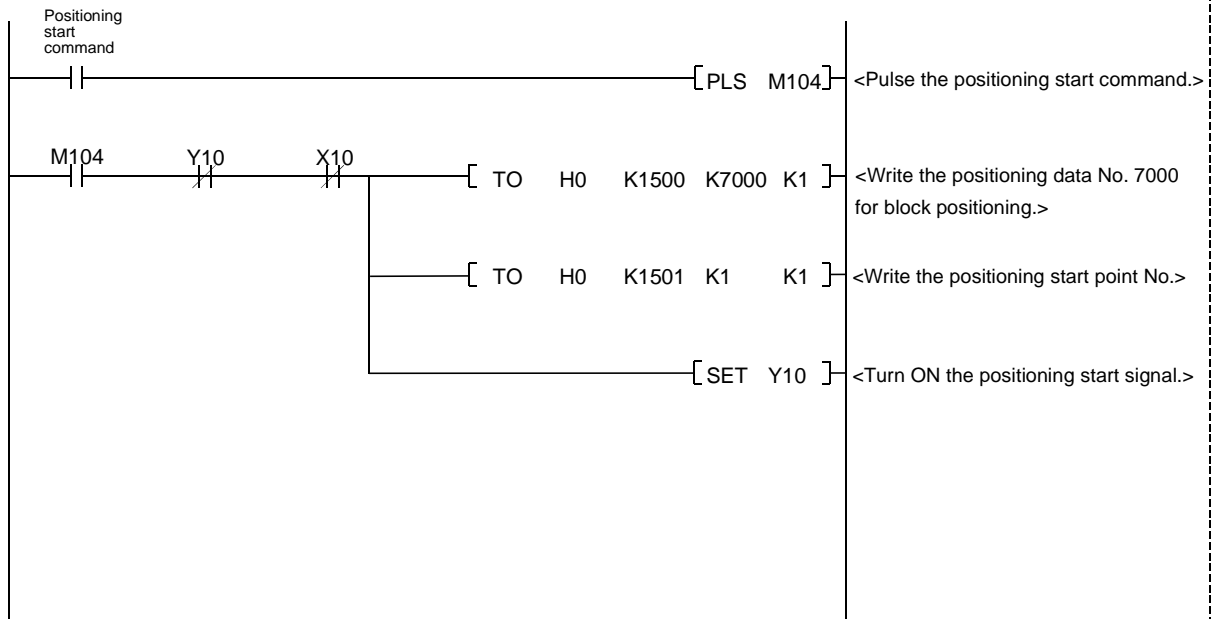 Positioning
start
command
PLS M104 <Pulse the positioning start command.>
M104 Y10 X10
TO H0 K1500 K7000 K1 <Write the positioning data No. 7000
for block positioning.>
TO H0 K1501 K1 K1 <Write the positioning start point No.>
SET Y10 <Turn ON the positioning start signal.>